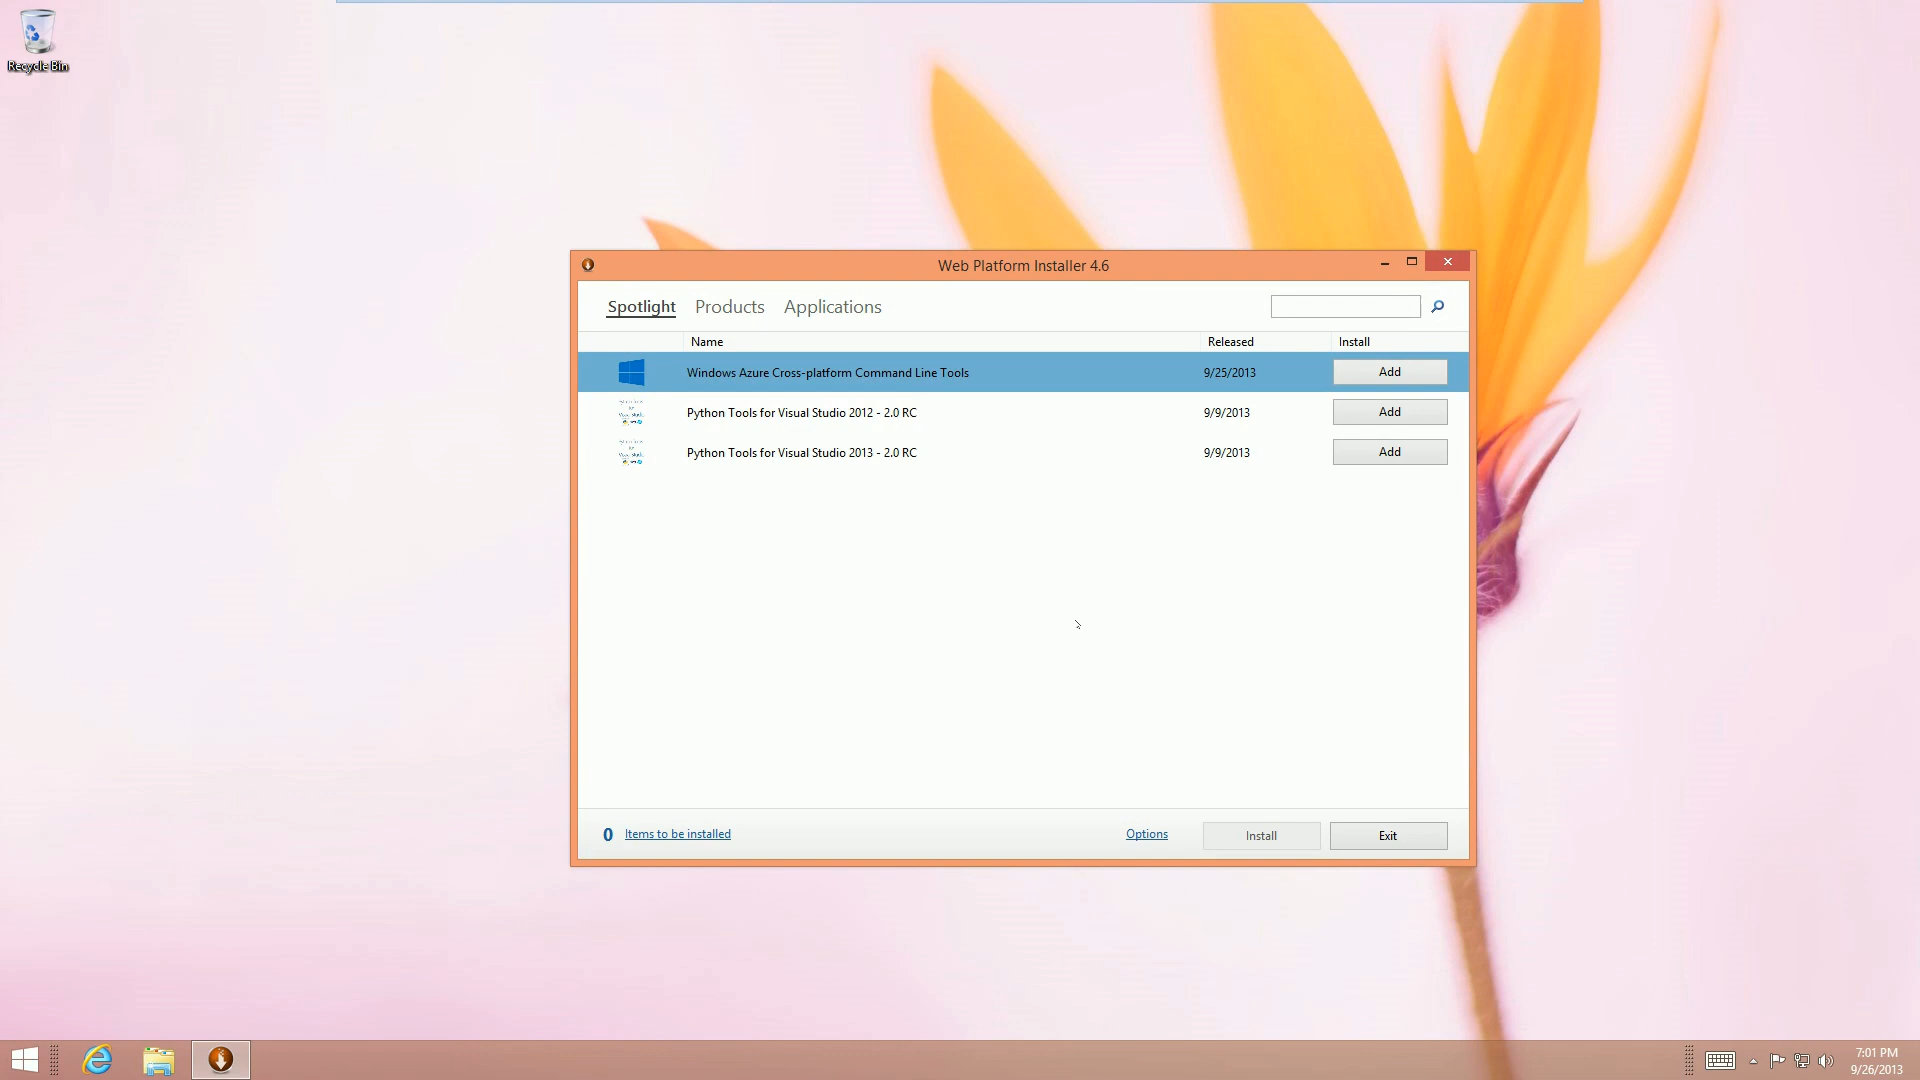 Recycle Bin
Web Platform Installer 4.6
Spotlight Products Applications
Name Released Install
Windows Azure Cross-platform Command Line Tools 9/25/2013 Add
Python Tools for Visual Studio 2012 - 2.0 RC 9/9/2013 Add
Python Tools for Visual Studio 2013 - 2.0 RC 9/9/2013 Add
0 Items to be installed Options Install Exit
7:01 PM
9/26/2013